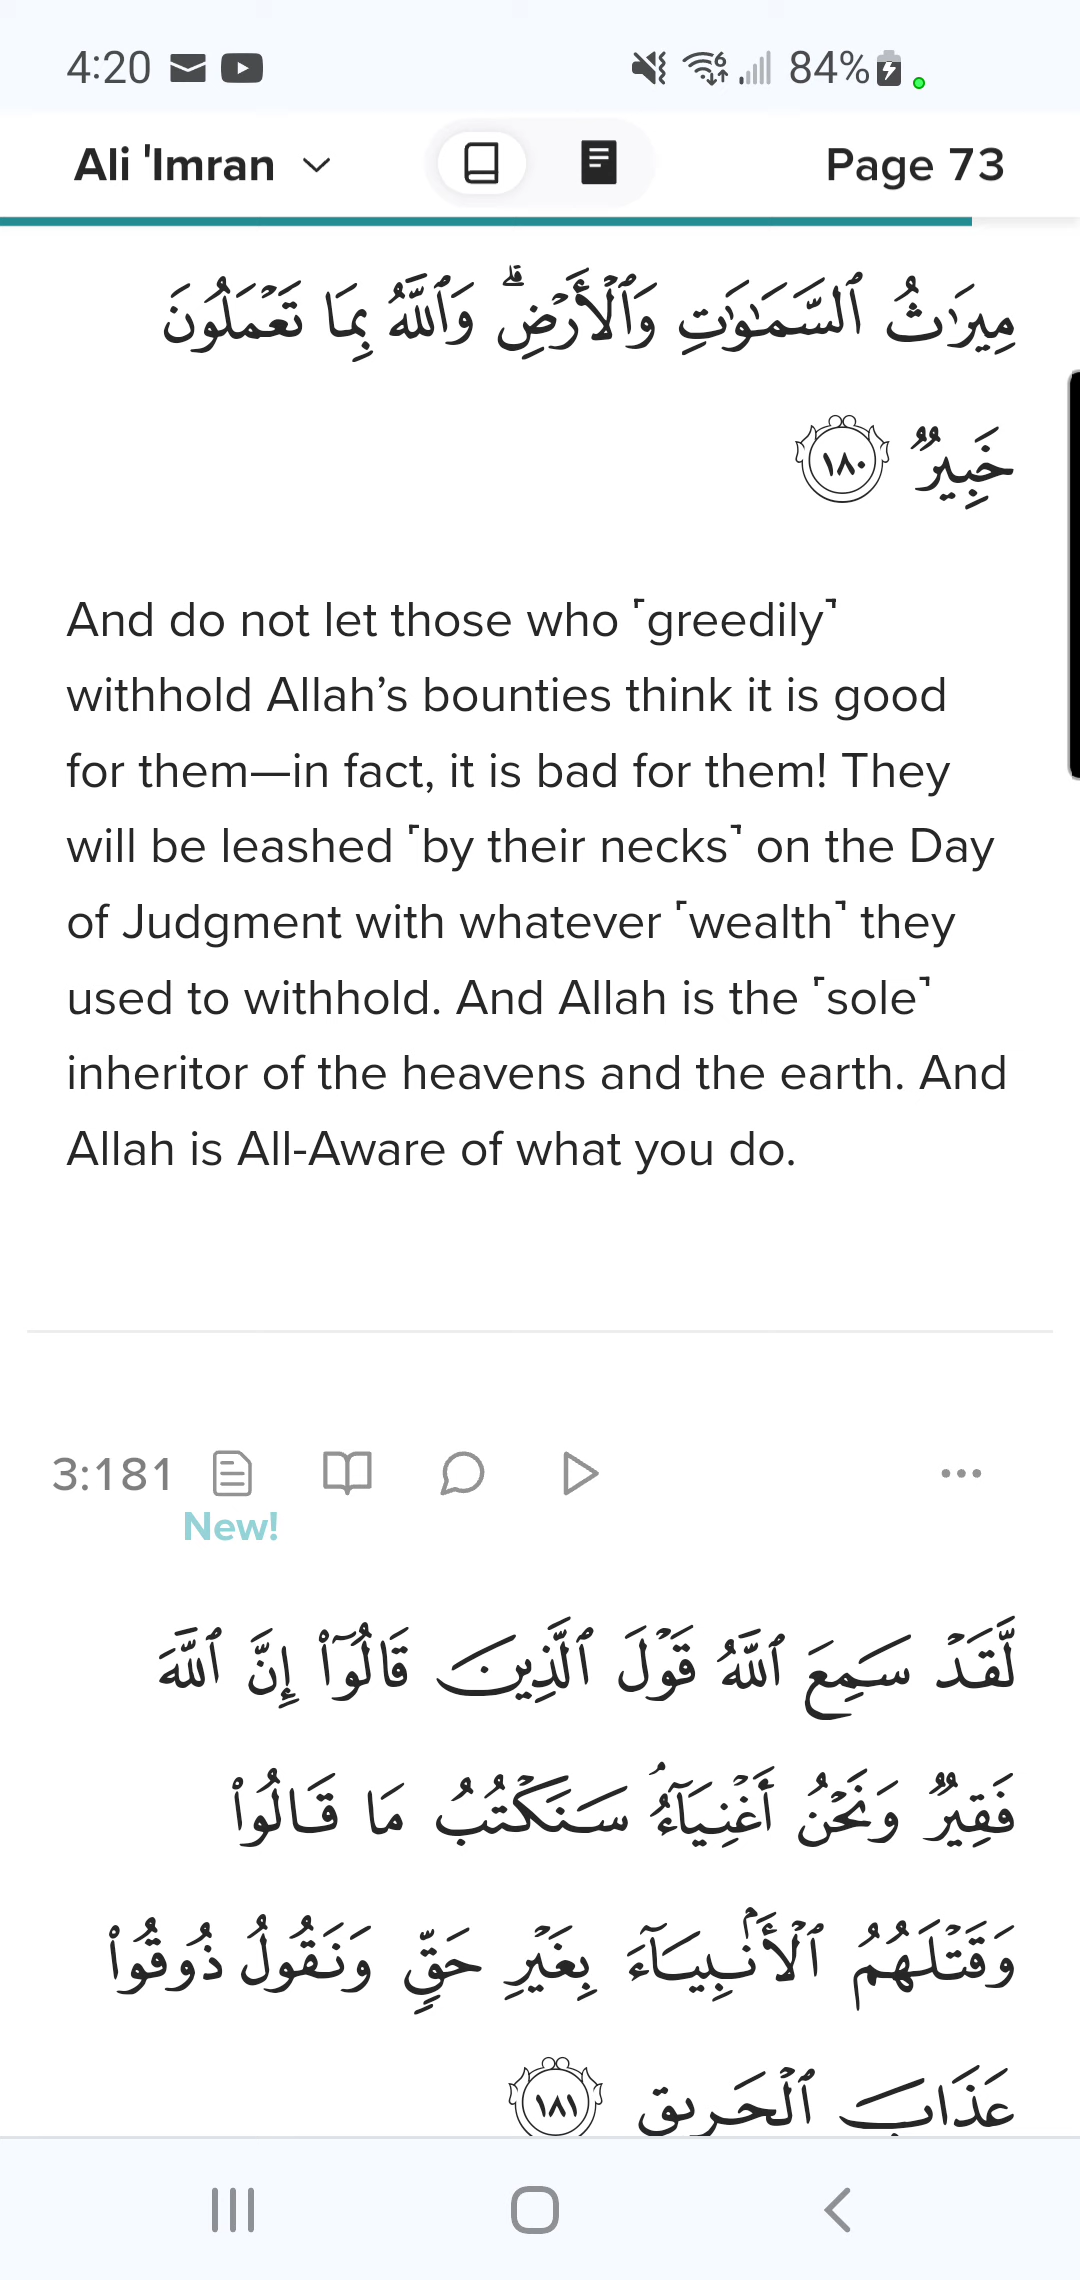 4:20 84%
Ali 'Imran Page 73
مِيرَٰثُ ٱلسَّمَـٰوَٰتِ وَٱلْأَرْضِ ۗ وَٱللَّهُ بِمَا تَعْمَلُونَ
خَبِيرٌ ١٨٠
And do not let those who ˹greedily˺
withhold Allah’s bounties think it is good
for them—in fact, it is bad for them! They
will be leashed ˹by their necks˺ on the Day
of Judgment with whatever ˹wealth˺ they
used to withhold. And Allah is the ˹sole˺
inheritor of the heavens and the earth. And
Allah is All-Aware of what you do.
3:181
New!
لَّقَدْ سَمِعَ ٱللَّهُ قَوْلَ ٱلَّذِينَ قَالُوٓا۟ إِنَّ ٱللَّهَ
فَقِيرٌ وَنَحْنُ أَغْنِيَآءُ ۘ سَنَكْتُبُ مَا قَالُوا۟
وَقَتْلَهُمُ ٱلْأَنۢبِيَآءَ بِغَيْرِ حَقٍّ وَنَقُولُ ذُوقُوا۟
عَذَابَ ٱلْحَرِيقِ ١٨١